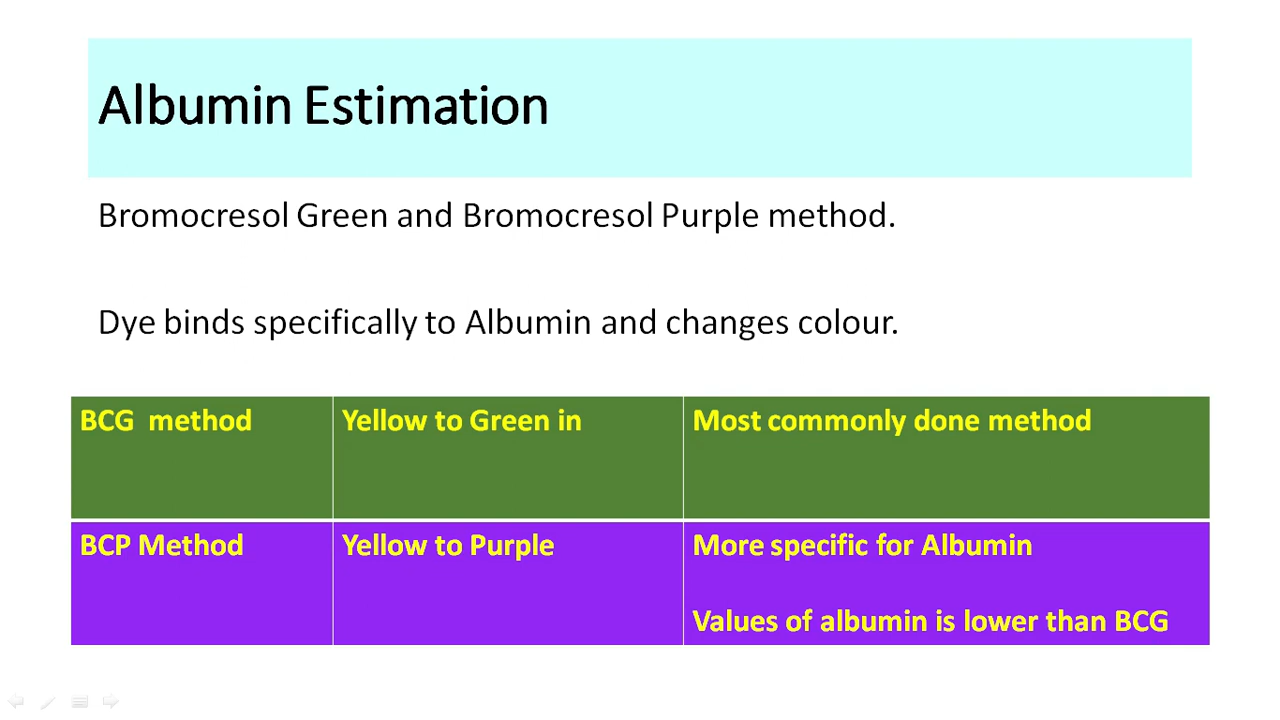 Albumin Estimation
Bromocresol Green and Bromocresol Purple method.
Dye binds specifically to Albumin and changes colour.
BCG method
Yellow to Green in
Most commonly done method
BCP Method
Yellow to Purple
More specific for Albumin
Values of albumin is lower than BCG